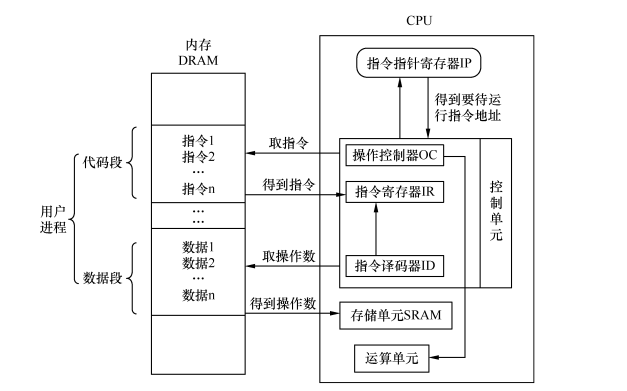 CPU
内存
DRAM
指令指针寄存器IP
得到要待运
行指令地址
指令1
指令2
…
指令n
代码段
取指令
操作控制器OC
得到指令
指令寄存器IR
控制单元
用户
进程
…
…
数据1
数据2
…
数据n
数据段
取操作数
指令译码器ID
得到操作数
存储单元SRAM
运算单元